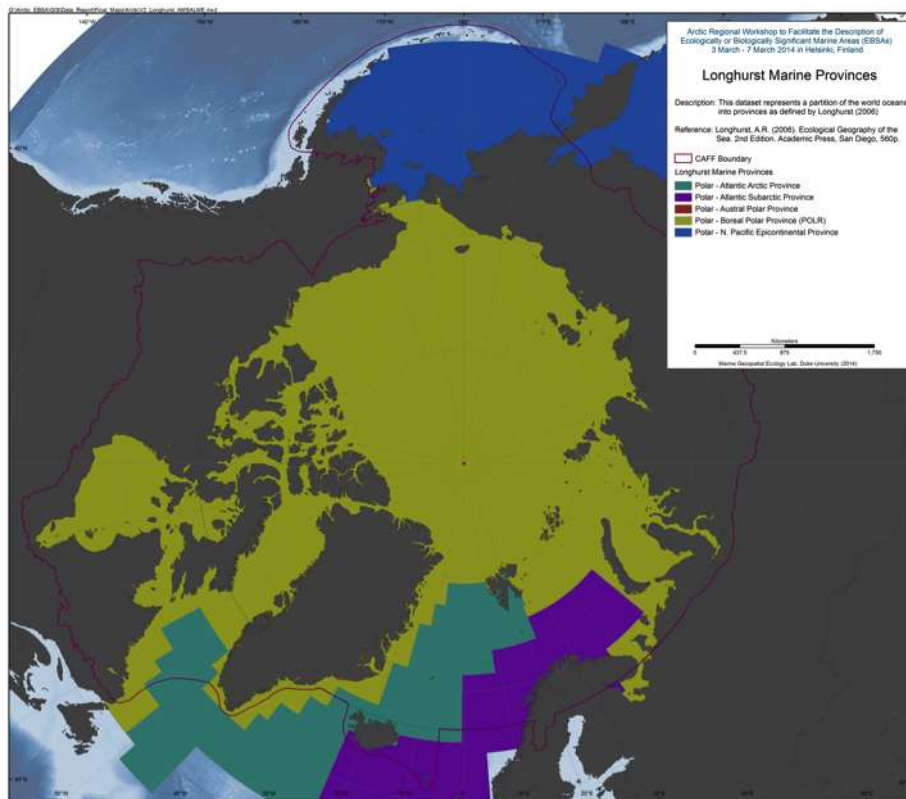 Arctic Regional Workshop to Facilitate the Description of
Ecologically or Biologically Significant Marine Areas (EBSAs)
3 March - 7 March 2014 in Helsinki, Finland
Longhurst Marine Provinces
Description: This dataset represents a partition of the world oceans
into provinces as defined by Longhurst (2006)
Reference: Longhurst, A.R. (2006). Ecological Geography of the
Sea. 2nd Edition. Academic Press, San Diego, 560p.
CAFF Boundary
Longhurst Marine Provinces
Polar - Atlantic Arctic Province
Polar - Atlantic Subarctic Province
Polar - Austral Polar Province
Polar - Boreal Polar Province (POLR)
Polar - N. Pacific Epicontinental Province
Kilometers
0 437.5 875 1,750
Marine Geospatial Ecology Lab, Duke University (2014)